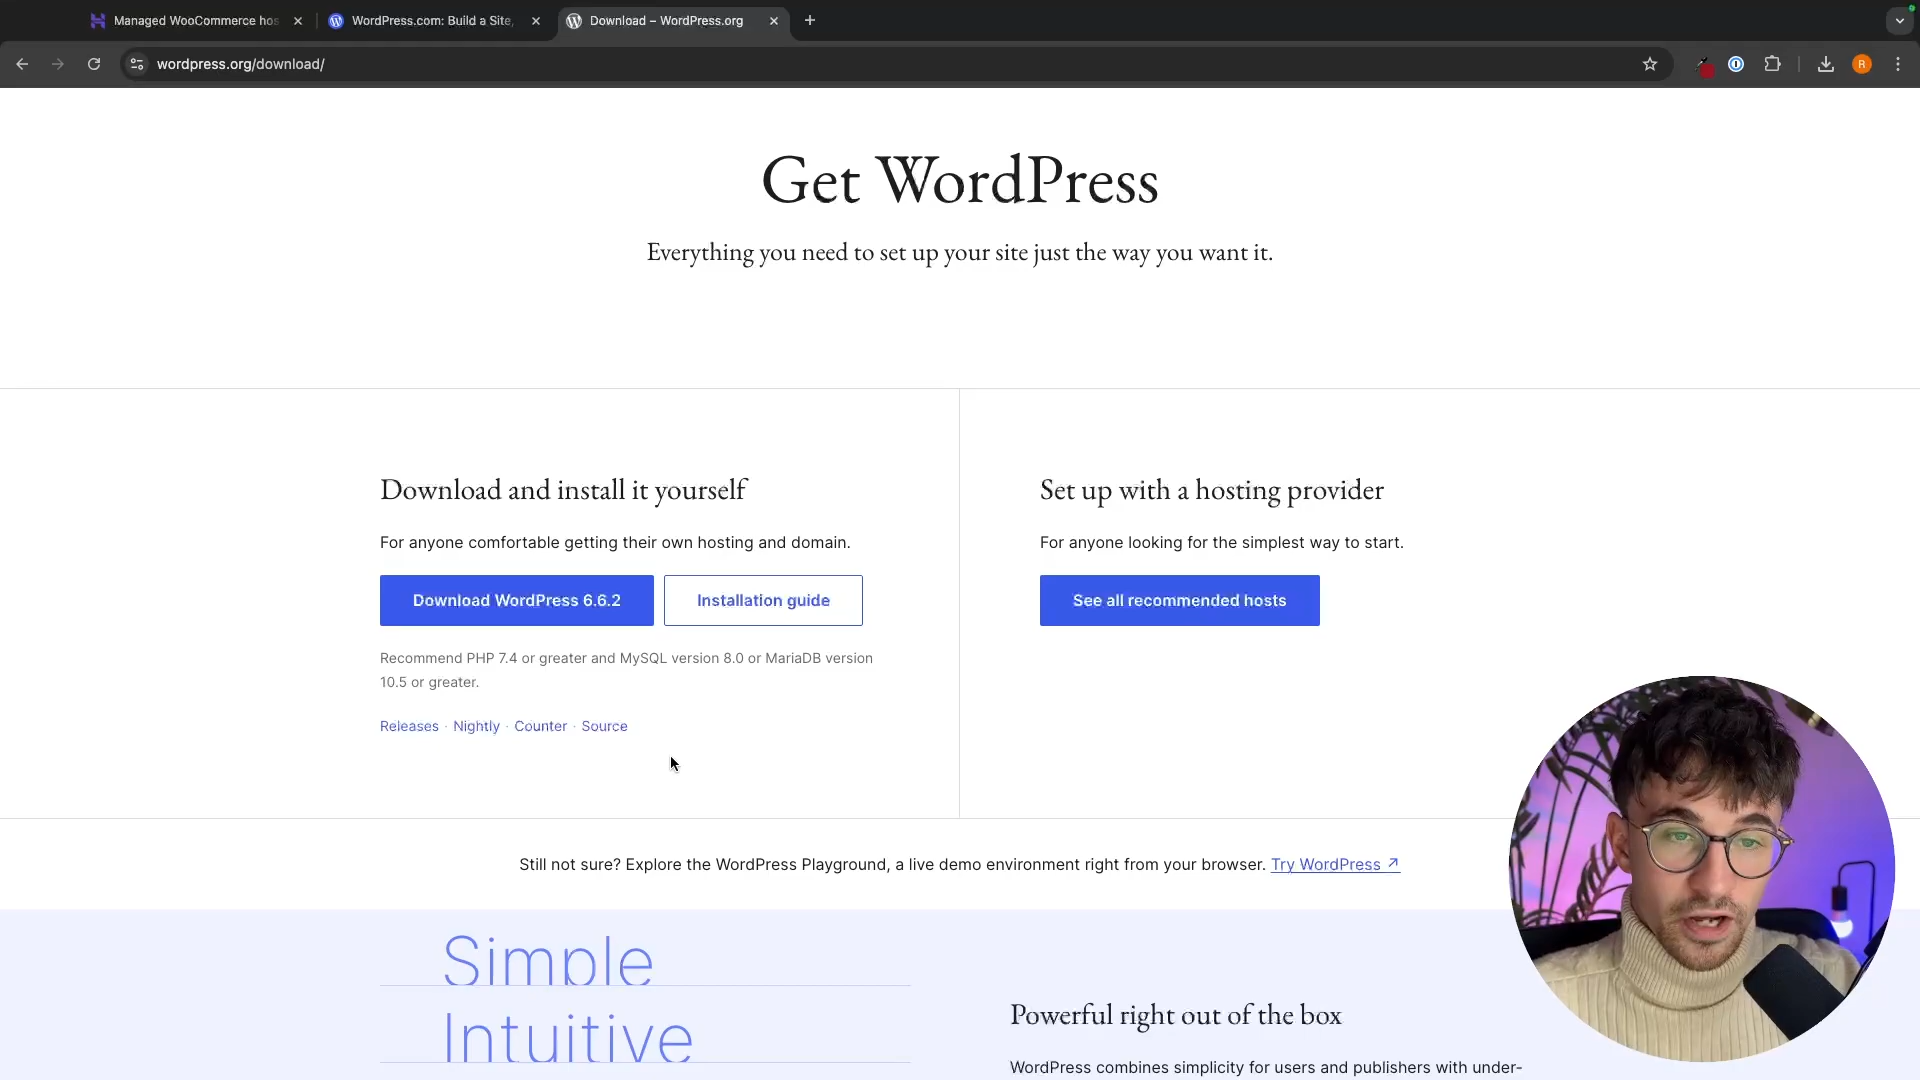 Managed WooCommerce hos
WordPress.com: Build a Site,
Download – WordPress.org
wordpress.org/download/
R
Get WordPress
Everything you need to set up your site just the way you want it.
Download and install it yourself
For anyone comfortable getting their own hosting and domain.
Download WordPress 6.6.2
Installation guide
Recommend PHP 7.4 or greater and MySQL version 8.0 or MariaDB version
10.5 or greater.
Releases · Nightly · Counter · Source
Set up with a hosting provider
For anyone looking for the simplest way to start.
See all recommended hosts
Still not sure? Explore the WordPress Playground, a live demo environment right from your browser. Try WordPress ↗
Simple
Intuitive
Powerful right out of the box
WordPress combines simplicity for users and publishers with under-